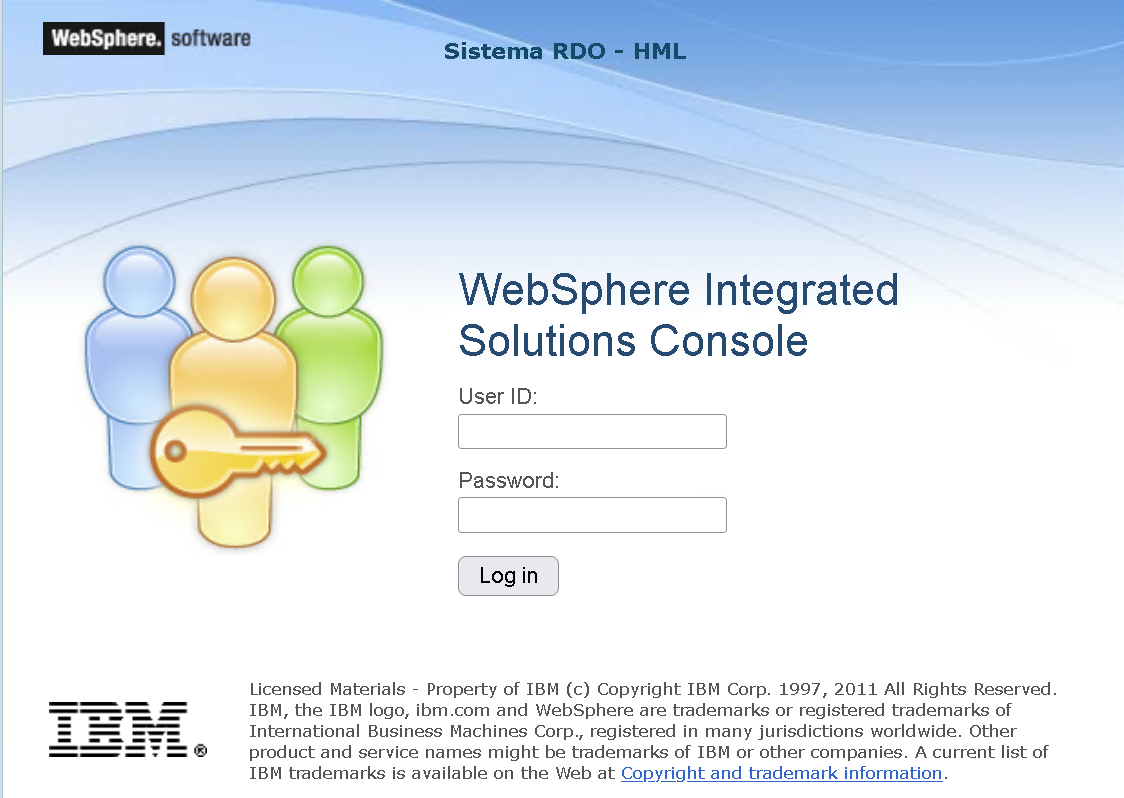 WebSphere. software
Sistema RDO - HML
WebSphere Integrated
Solutions Console
User ID:
Password:
Log in
Licensed Materials - Property of IBM (c) Copyright IBM Corp. 1997, 2011 All Rights Reserved.
IBM, the IBM logo, ibm.com and WebSphere are trademarks or registered trademarks of
International Business Machines Corp., registered in many jurisdictions worldwide. Other
product and service names might be trademarks of IBM or other companies. A current list of
IBM trademarks is available on the Web at Copyright and trademark information.
IBM®